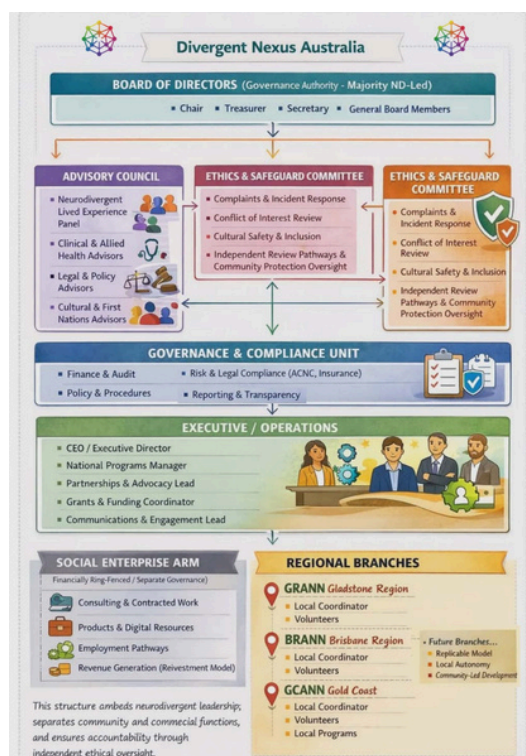 Divergent Nexus Australia
BOARD OF DIRECTORS (Governance Authority - Majority ND-Led)
▪ Chair ▪ Treasurer ▪ Secretary ▪ General Board Members
ADVISORY COUNCIL
▪ Neurodivergent
Lived Experience
Panel
▪ Clinical & Allied
Health Advisors
▪ Legal & Policy
Advisors
▪ Cultural & First
Nations Advisors
ETHICS & SAFEGUARD COMMITTEE
▪ Complaints & Incident Response
▪ Conflict of Interest Review
▪ Cultural Safety & Inclusion
▪ Independent Review Pathways &
Community Protection Oversight
ETHICS & SAFEGUARD
COMMITTEE
▪ Complaints &
Incident Response
▪ Conflict of Interest
Review
▪ Cultural Safety & Inclusion
▪ Independent Review
Pathways & Community
Protection Oversight
GOVERNANCE & COMPLIANCE UNIT
▪ Finance & Audit ▪ Risk & Legal Compliance (ACNC, Insurance)
▪ Policy & Procedures ▪ Reporting & Transparency
EXECUTIVE / OPERATIONS
▪ CEO / Executive Director
▪ National Programs Manager
▪ Partnerships & Advocacy Lead
▪ Grants & Funding Coordinator
▪ Communications & Engagement Lead
SOCIAL ENTERPRISE ARM
Financially Ring-Fenced / Separate Governance)
Consulting & Contracted Work
Products & Digital Resources
Employment Pathways
Revenue Generation (Reivestment Model)
This structure ambeds neurodivergent leadership,
separates community and commecial functions,
and ensures accountability through
independent ethical oversight.
REGIONAL BRANCHES
GRANN Gladstone Region
▪ Local Coordinator
▪ Volunteers
BRANN Brisbane Region
▪ Local Coordinator
▪ Volunteers
GCANN Gold Coast
▪ Local Coordinator
▪ Volunteers
▪ Local Programs
▪ Future Branches...
▪ Replicable Model
▪ Local Autonomy
▪ Community-Led Development